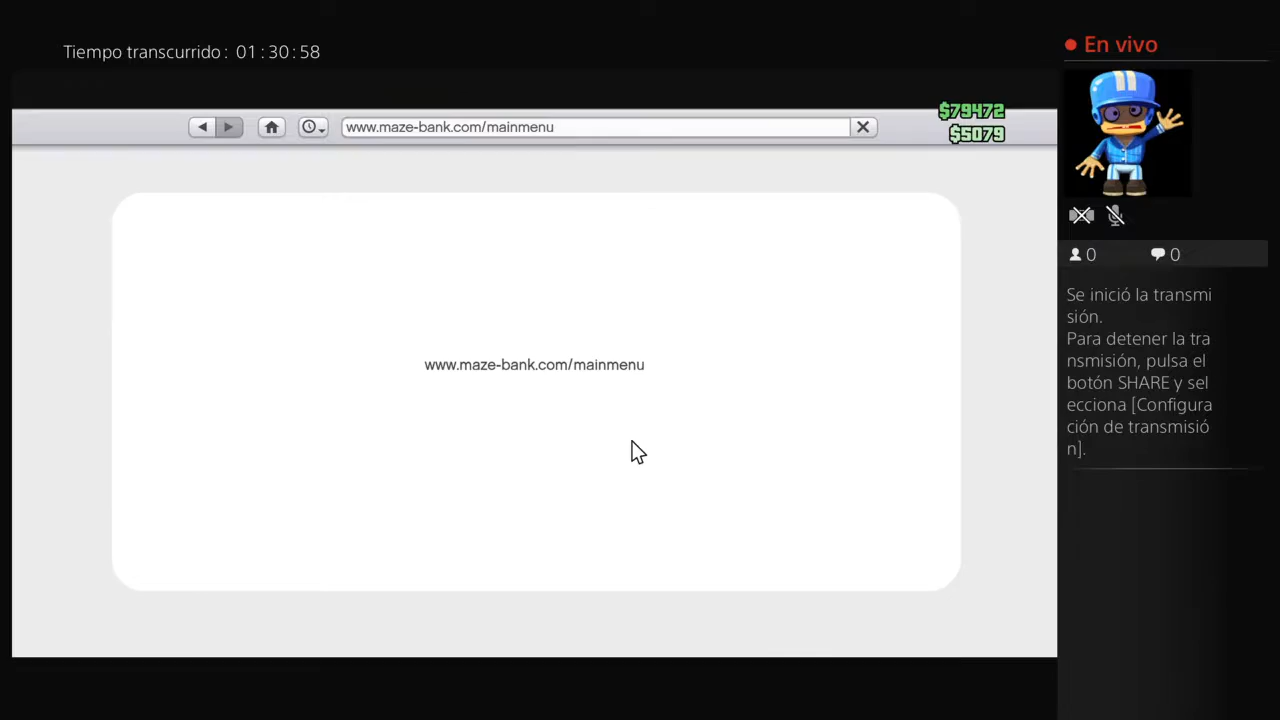 Tiempo transcurrido: 01:30:58
En vivo
www.maze-bank.com/mainmenu
$79472
$5079
www.maze-bank.com/mainmenu
0
0
Se inició la transmi
sión.
Para detener la tra
nsmisión, pulsa el
botón SHARE y sel
ecciona [Configura
ción de transmisió
n].